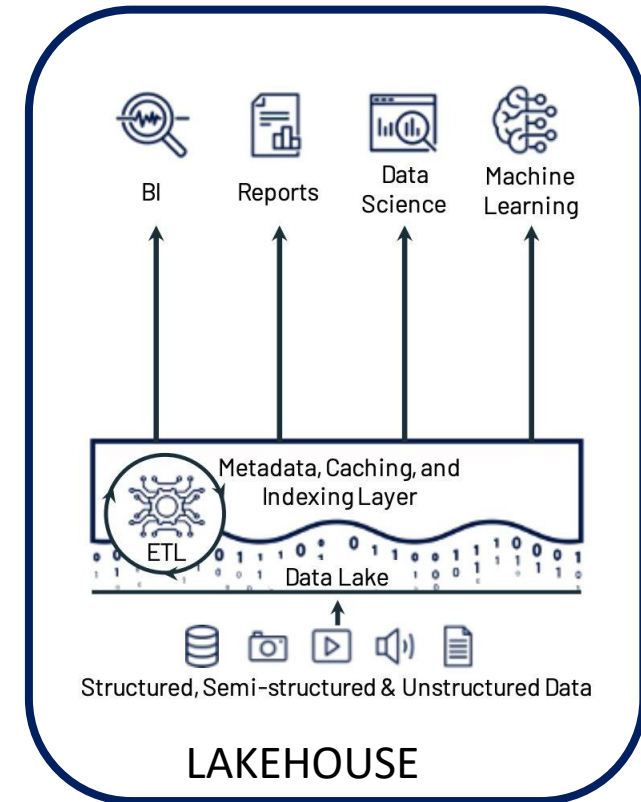 BI
Reports
Data
Science
Machine
Learning
Metadata, Caching, and
Indexing Layer
ETL
Data Lake
Structured, Semi-structured & Unstructured Data
LAKEHOUSE